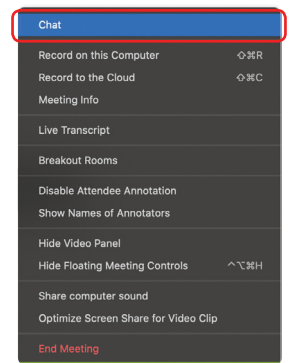 Chat
Record on this Computer ⇧⌘R
Record to the Cloud ⇧⌘C
Meeting Info
Live Transcript
Breakout Rooms
Disable Attendee Annotation
Show Names of Annotators
Hide Video Panel
Hide Floating Meeting Controls ^⌥⌘H
Share computer sound
Optimize Screen Share for Video Clip
End Meeting